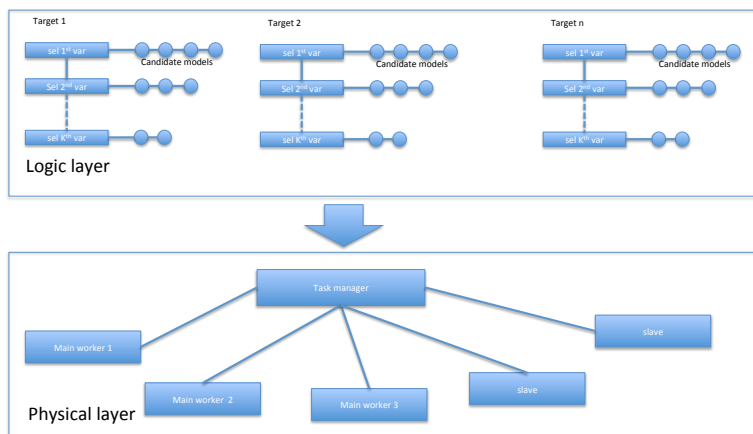 Target 1
Target 2
Target n
sel 1st var
sel 1st var
sel 1st var
Candidate models
Candidate models
Candidate models
Sel 2nd var
Sel 2nd var
Sel 2nd var
sel Kth var
sel Kth var
sel Kth var
Logic layer
Task manager
Main worker 1
slave
Main worker 2
Main worker 3
slave
Physical layer